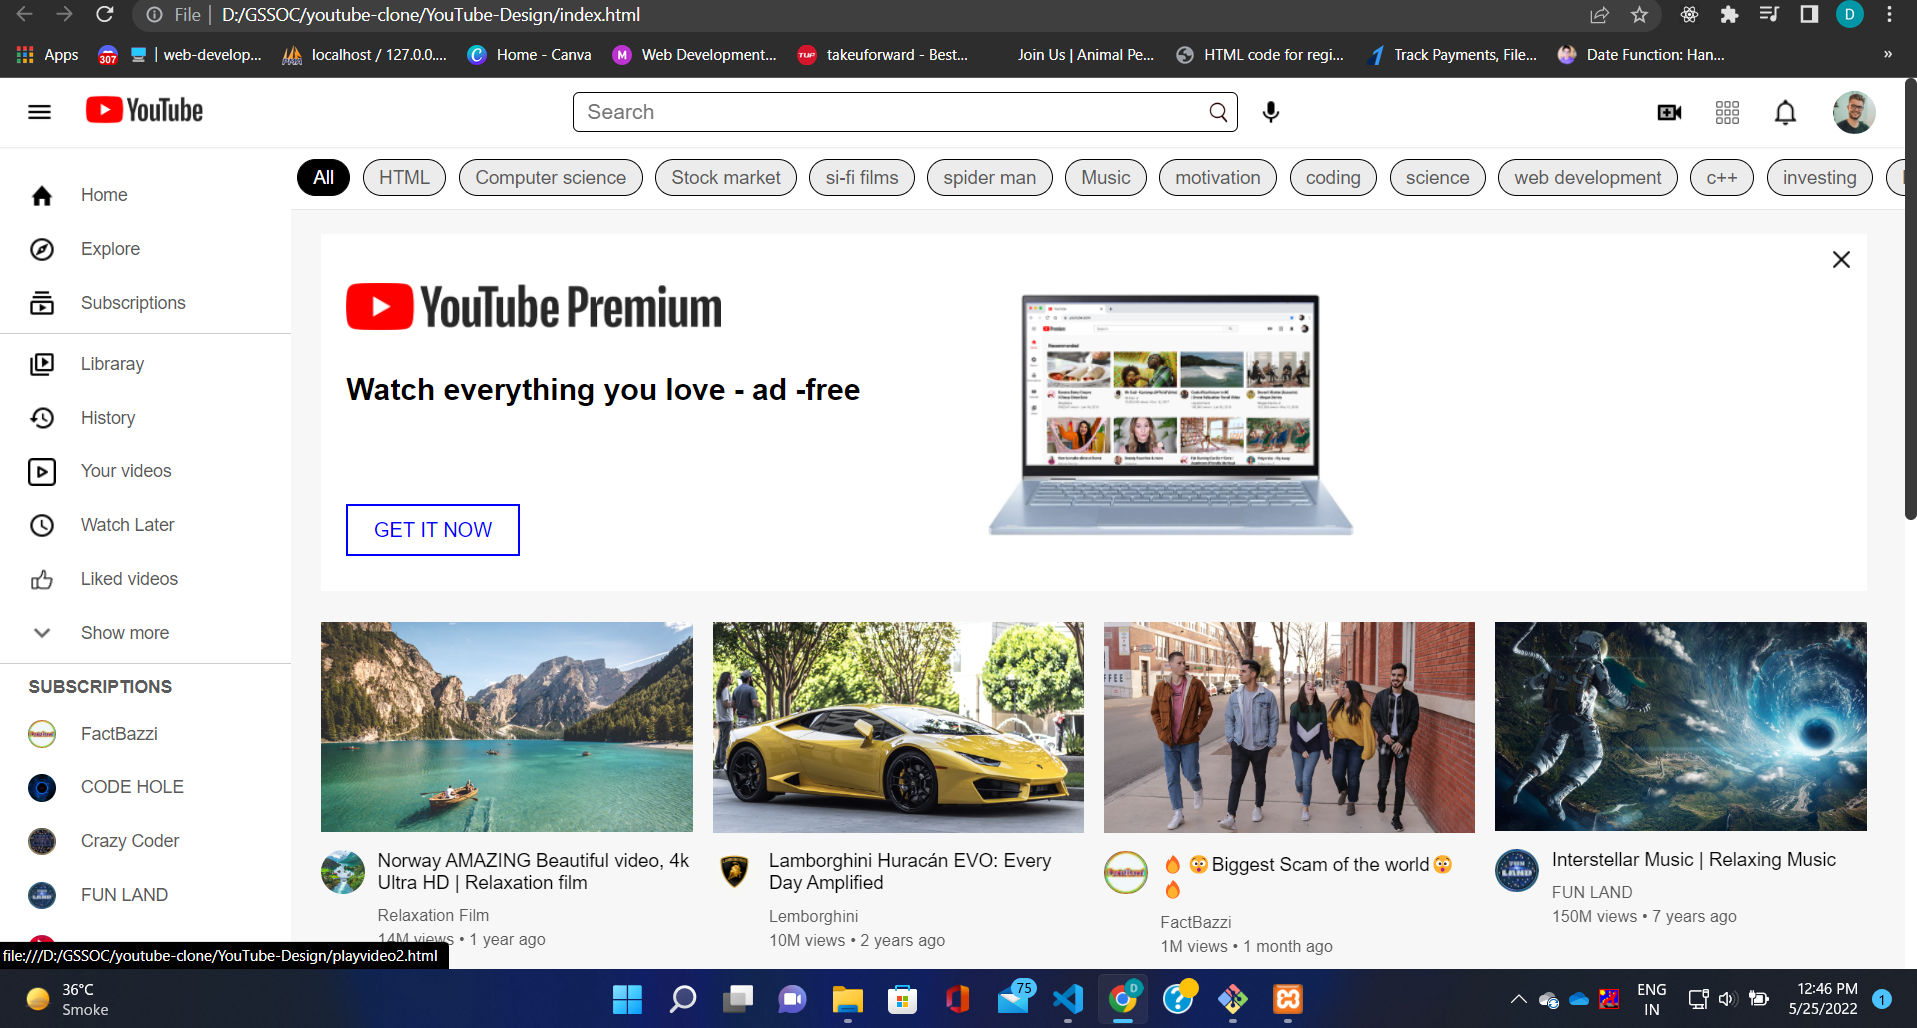 File | D:/GSSOC/youtube-clone/YouTube-Design/index.html
D
Apps
307
| web-develop...
localhost / 127.0.0....
Home - Canva
Web Development...
takeuforward - Best...
Join Us | Animal Pe...
HTML code for regi...
Track Payments, File...
Date Function: Han...
»
YouTube
Search
All
HTML
Computer science
Stock market
si-fi films
spider man
Music
motivation
coding
science
web development
c++
investing
Home
Explore
Subscriptions
Libraray
History
Your videos
Watch Later
Liked videos
Show more
SUBSCRIPTIONS
FactBazzi
CODE HOLE
Crazy Coder
FUN LAND
YouTube Premium
Watch everything you love - ad -free
GET IT NOW
Norway AMAZING Beautiful video, 4k
Ultra HD | Relaxation film
Relaxation Film
14M views • 1 year ago
Lamborghini Huracán EVO: Every
Day Amplified
Lemborghini
10M views • 2 years ago
🔥 😲Biggest Scam of the world😲
🔥
FactBazzi
1M views • 1 month ago
FUN LAND
Interstellar Music | Relaxing Music
FUN LAND
150M views • 7 years ago
file:///D:/GSSOC/youtube-clone/YouTube-Design/playvideo2.html
36°C
Smoke
75
D
ENG
IN
12:46 PM
5/25/2022
1